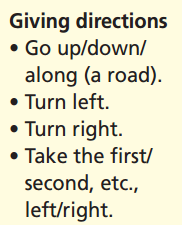 Giving directions
• Go up/down/
along (a road).
• Turn left.
• Turn right.
• Take the first/
second, etc.,
left/right.